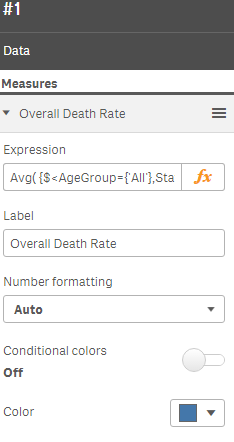 #1
Data
Measures
Overall Death Rate
Expression
Avg( {$<AgeGroup={'All'},Sta
fx
Label
Overall Death Rate
Number formatting
Auto
Conditional colors
Off
Color